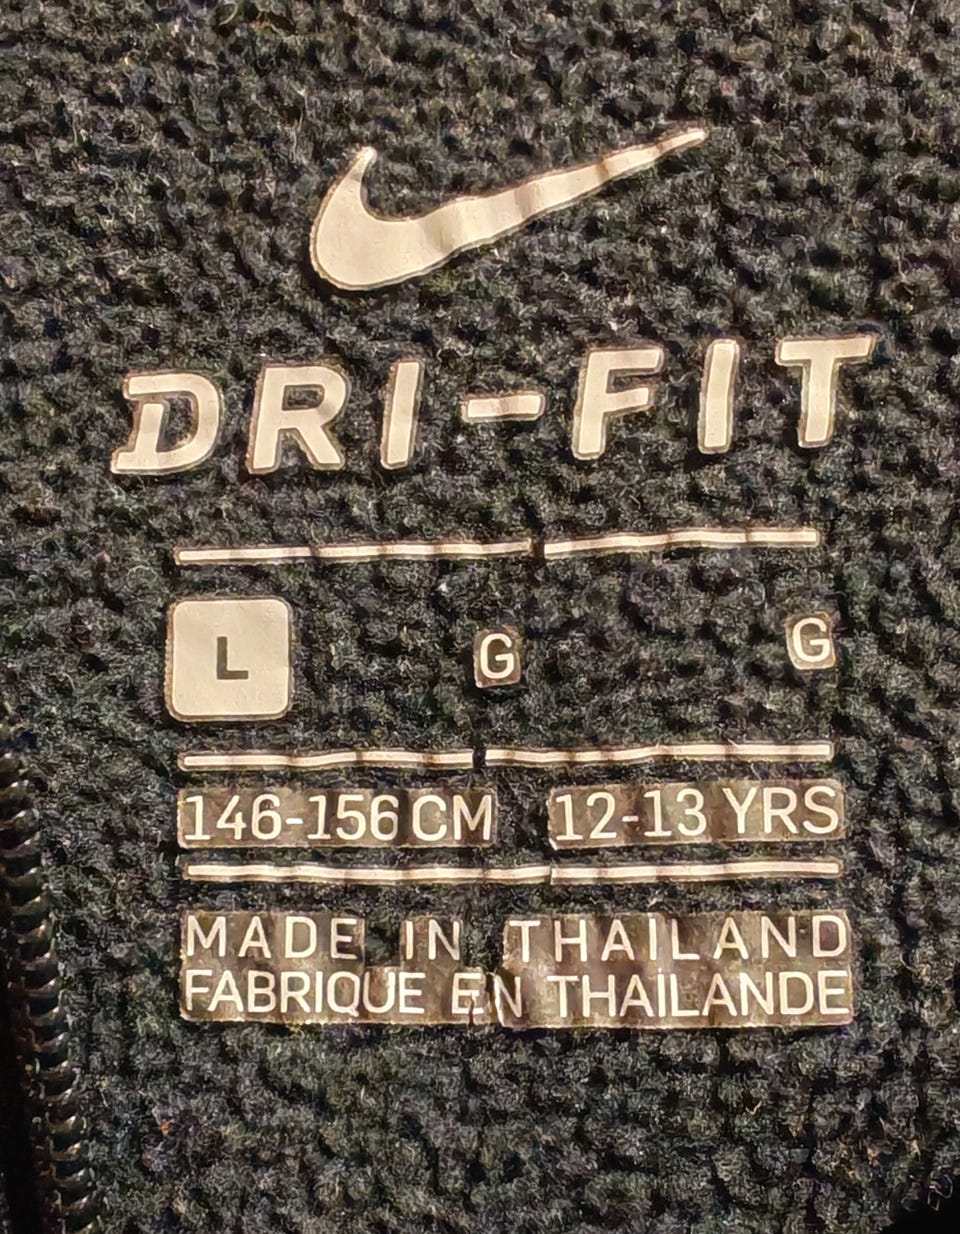 DRI-FIT
L G G
146-156 CM 12-13 YRS
MADE IN THAILAND
FABRIQUE EN THAILANDE